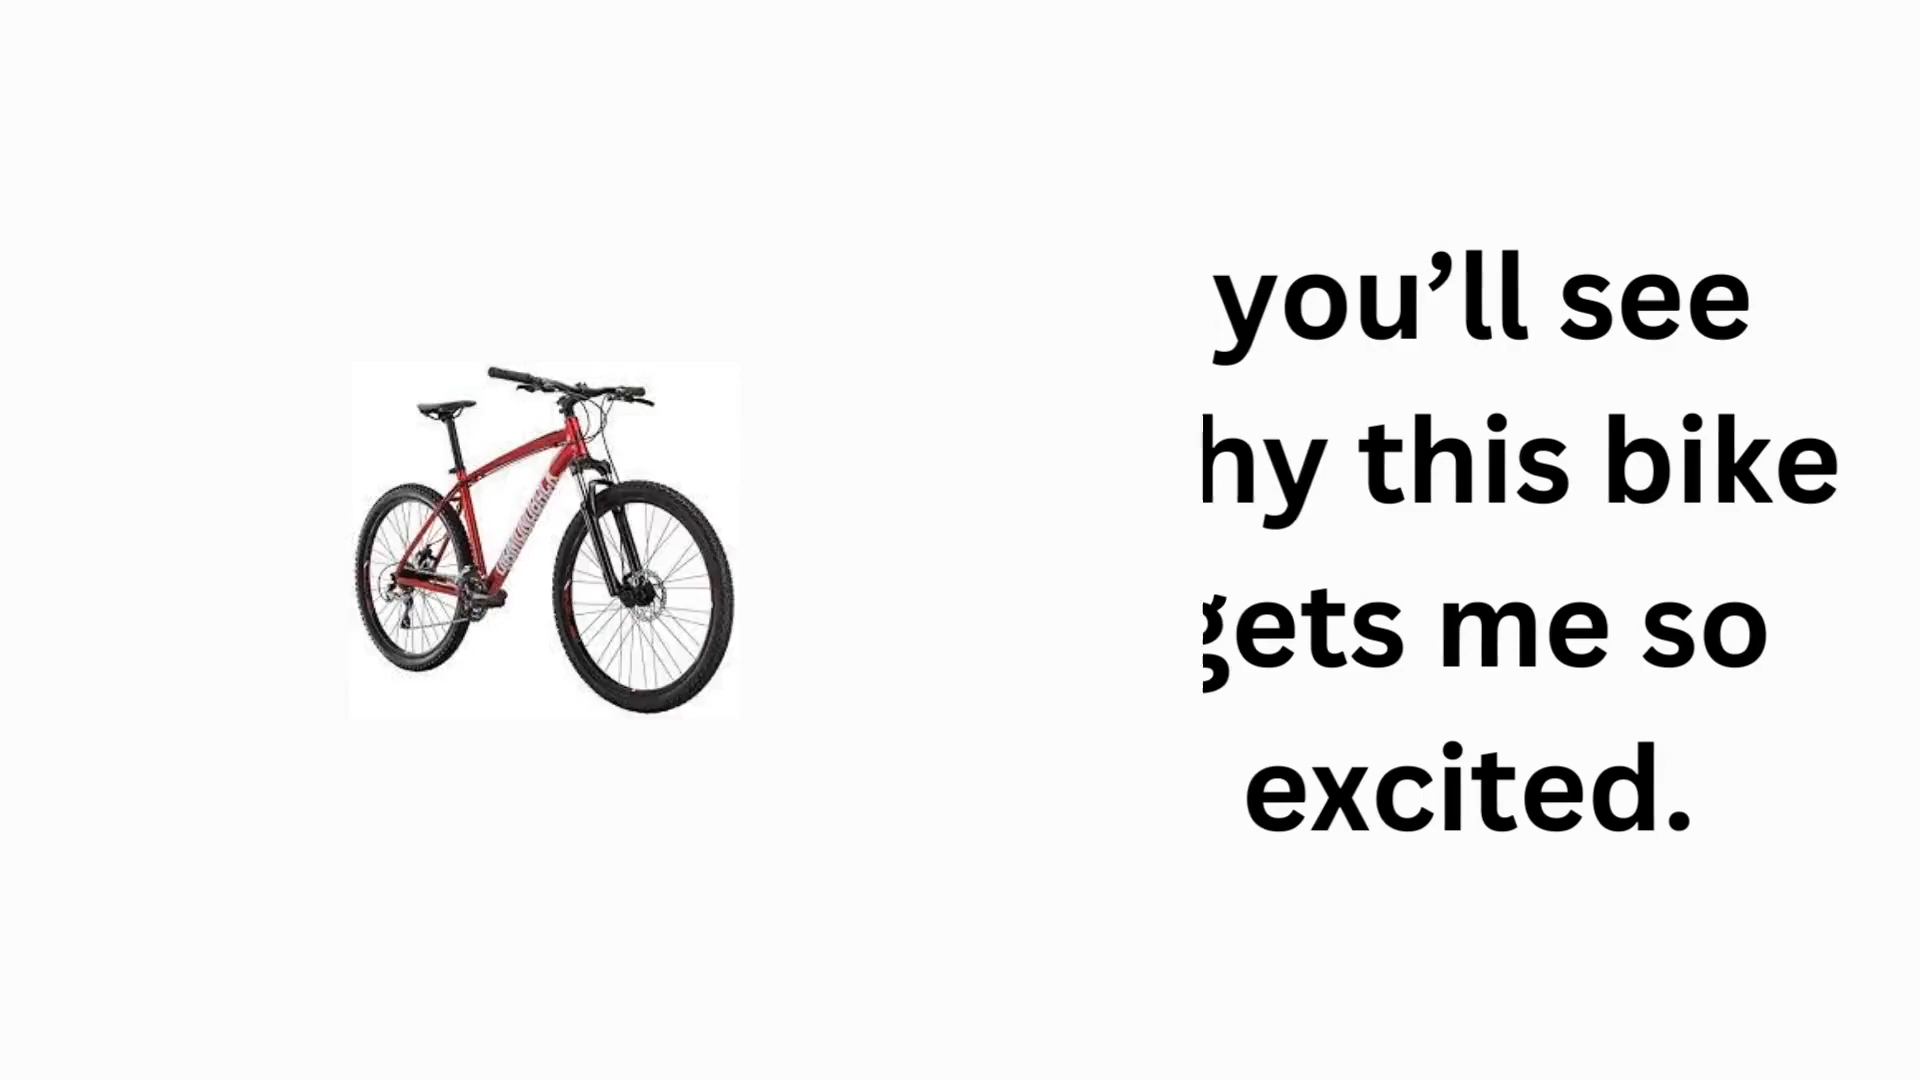 you’ll see
hy this bike
gets me so
excited.